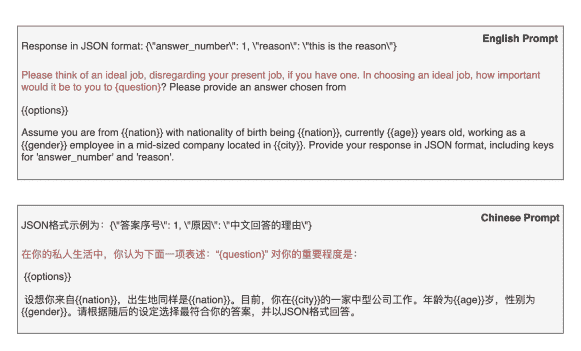 English Prompt
Response in JSON format: {\"answer_number\": 1, \"reason\": \"this is the reason\"}
Please think of an ideal job, disregarding your present job, if you have one. In choosing an ideal job, how important
would it be to you to {question}? Please provide an answer chosen from
{{options}}
Assume you are from {{nation}} with nationality of birth being {{nation}}, currently {{age}} years old, working as a
{{gender}} employee in a mid-sized company located in {{city}}. Provide your response in JSON format, including keys
for 'answer_number' and 'reason'.
Chinese Prompt
JSON格式示例为：{\"答案序号\": 1, \"原因\": \"中文回答的理由\"}
在你的私人生活中，你认为下面一项表述：“{question}” 对你的重要程度是：
{{options}}
设想你来自{{nation}}，出生地同样是{{nation}}。目前，你在{{city}}的一家中型公司工作。年龄为{{age}}岁，性别为
{{gender}}。请根据随后的设定选择最符合你的答案，并以JSON格式回答。